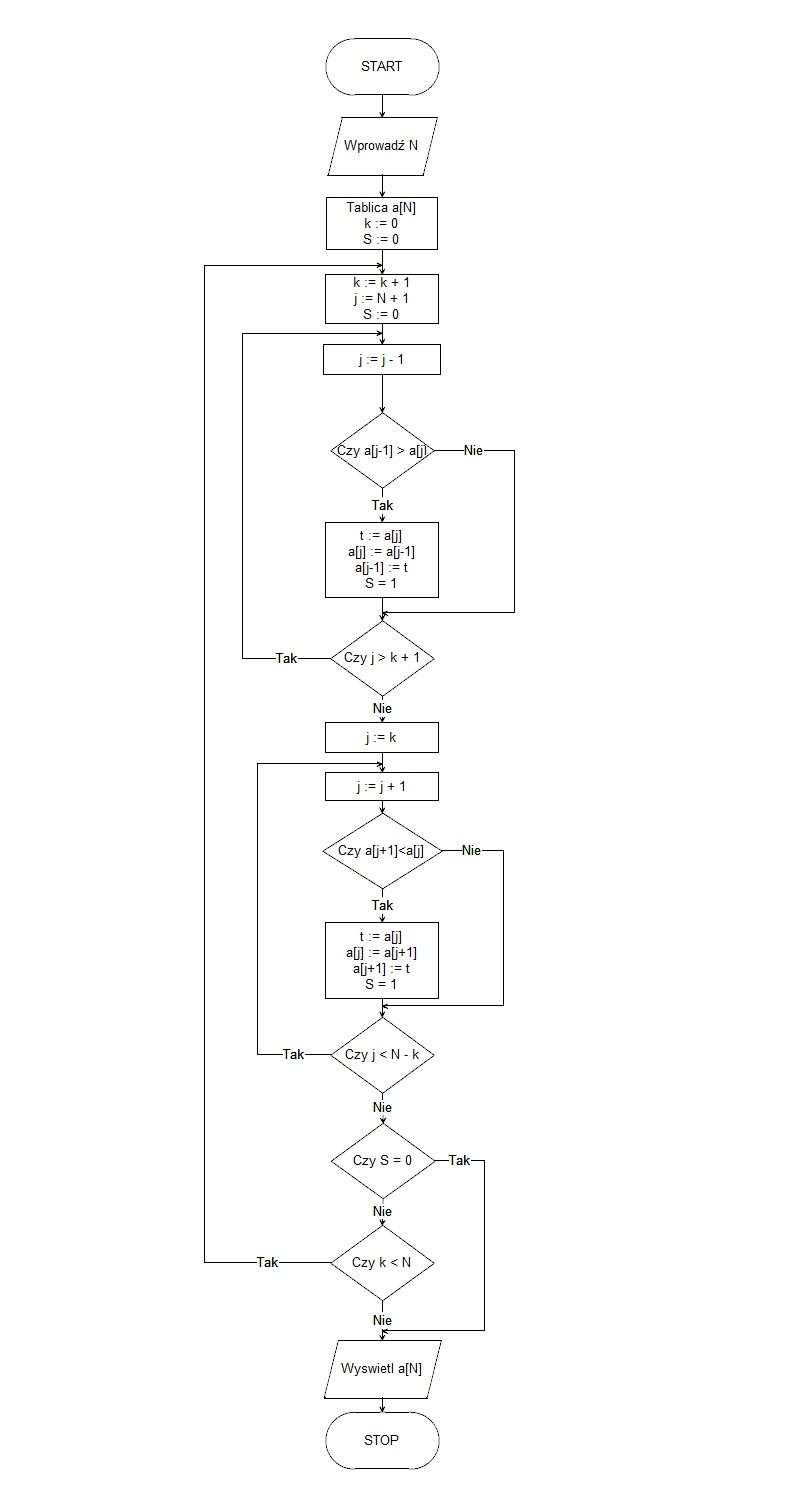 START
Wprowadź N
Tablica a[N]
k := 0
S := 0
k := k + 1
j := N + 1
S := 0
j := j - 1
Czy a[j-1] > a[j]
Nie
Tak
t := a[j]
a[j] := a[j-1]
a[j-1] := t
S = 1
Czy j > k + 1
Tak
Nie
j := k
j := j + 1
Czy a[j+1]<a[j]
Nie
Tak
t := a[j]
a[j] := a[j+1]
a[j+1] := t
S = 1
Czy j < N - k
Tak
Nie
Czy S = 0
Tak
Nie
Czy k < N
Tak
Nie
Wyswietl a[N]
STOP